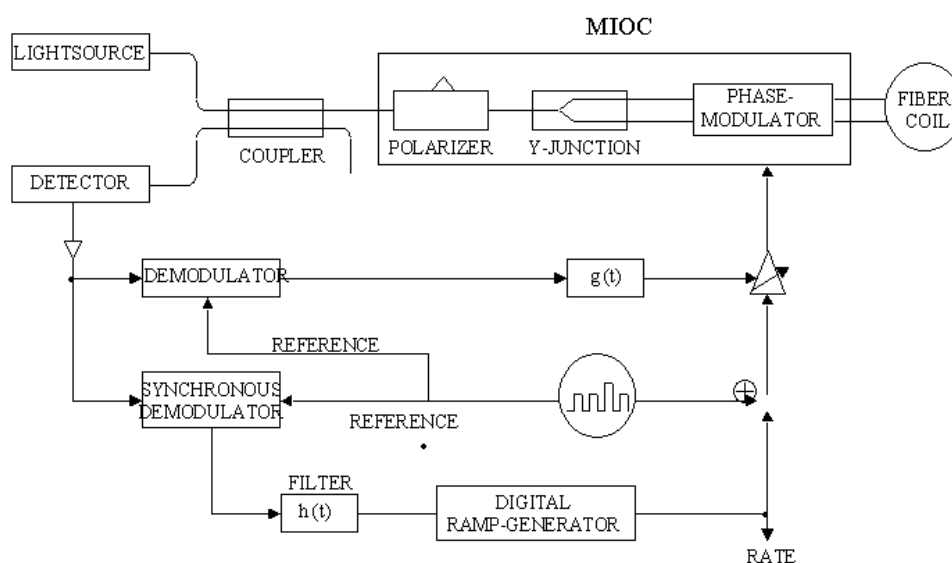 MIOC
LIGHTSOURCE
PHASE-
MODULATOR
FIBER
COIL
POLARIZER
Y-JUNCTION
COUPLER
DETECTOR
DEMODULATOR
g(t)
REFERENCE
SYNCHRONOUS
DEMODULATOR
REFERENCE
FILTER
h(t)
DIGITAL
RAMP-GENERATOR
RATE